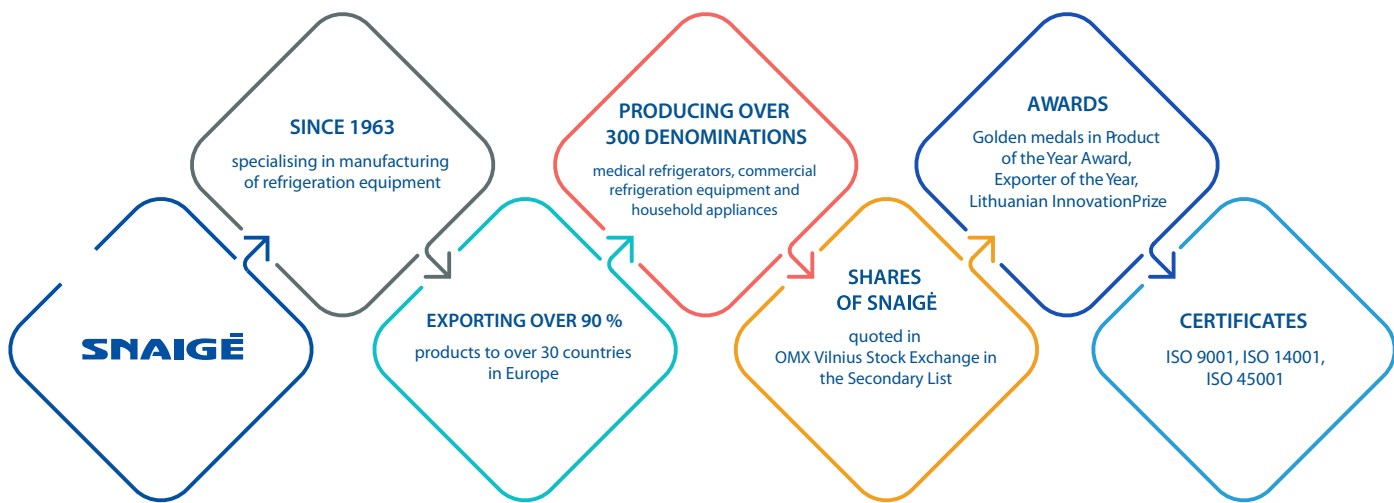 SNAIGĖ
SINCE 1963
specialising in manufacturing
of refrigeration equipment
EXPORTING OVER 90 %
products to over 30 countries
in Europe
PRODUCING OVER
300 DENOMINATIONS
medical refrigerators, commercial
refrigeration equipment and
household appliances
SHARES
OF SNAIGĖ
quoted in
OMX Vilnius Stock Exchange in
the Secondary List
AWARDS
Golden medals in Product
of the Year Award,
Exporter of the Year,
Lithuanian InnovationPrize
CERTIFICATES
ISO 9001, ISO 14001,
ISO 45001